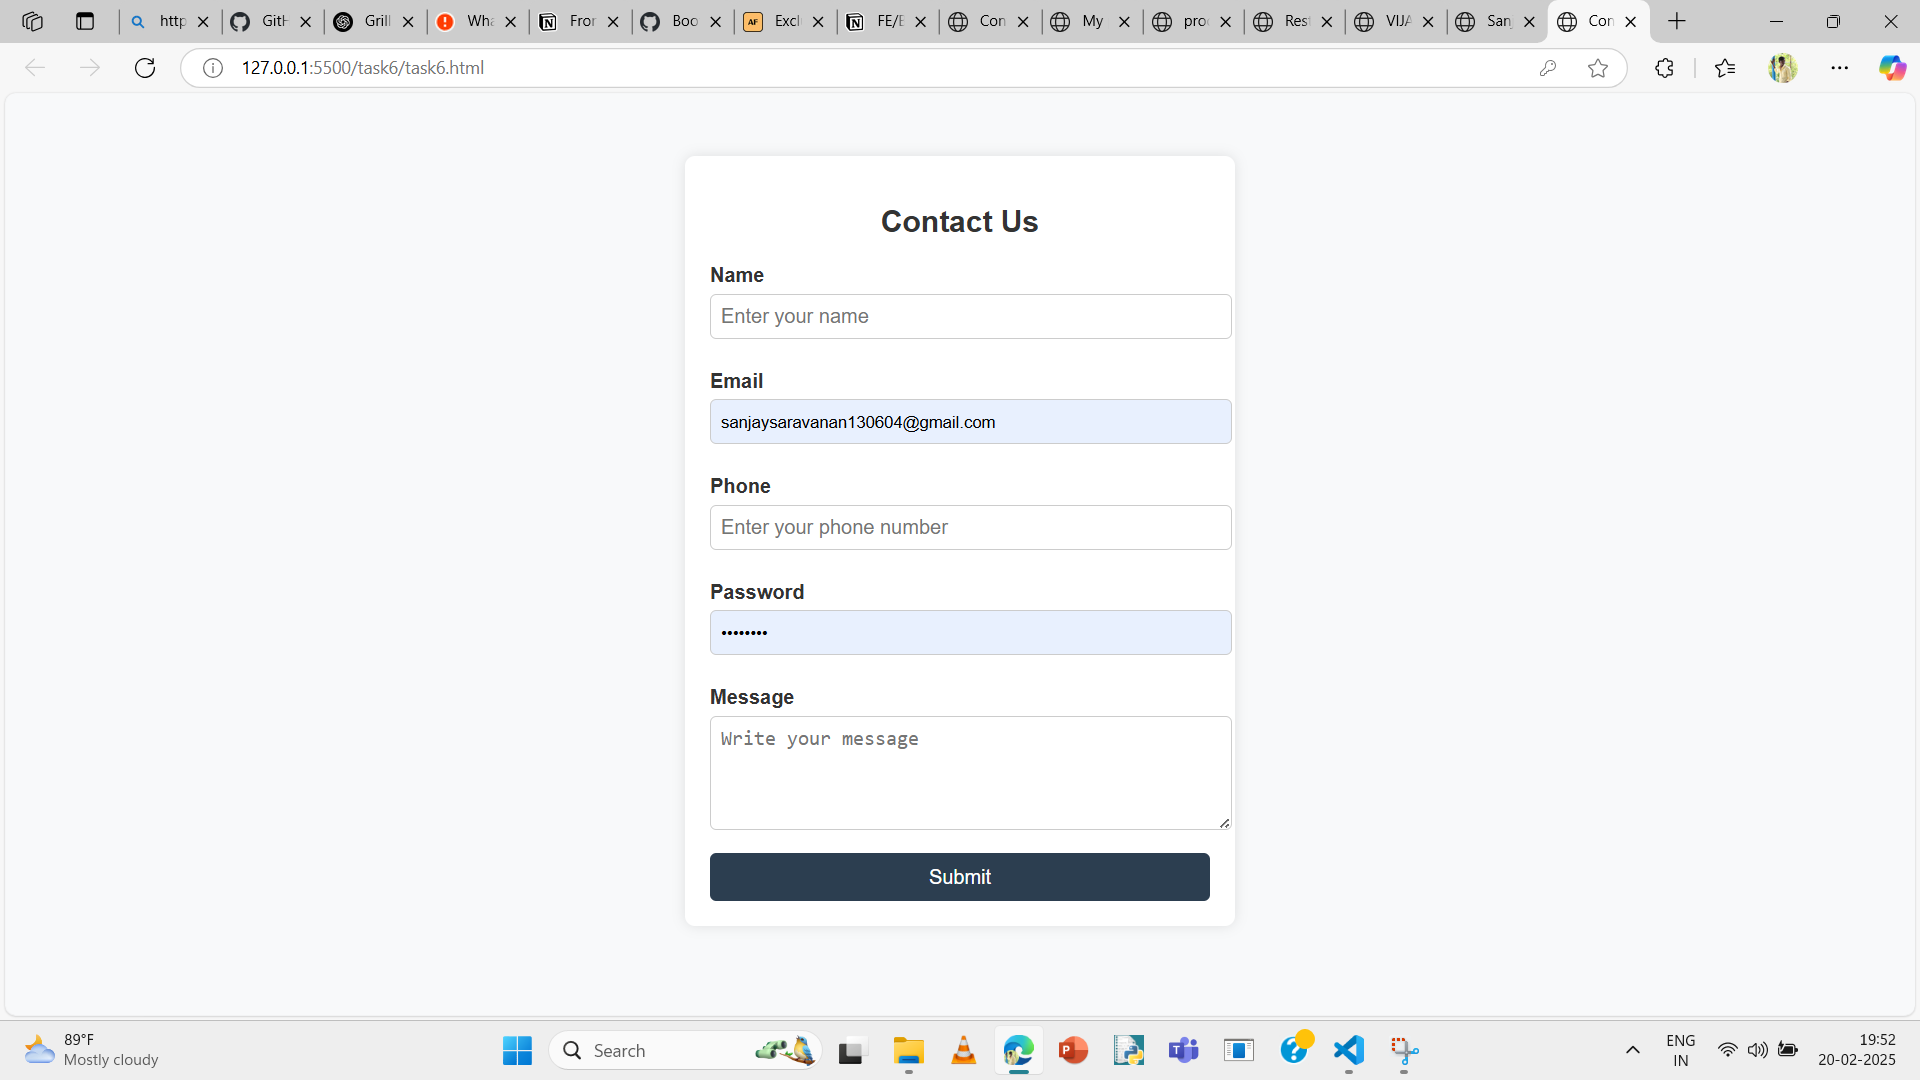 http
GitH
Grill
Wha
Fron
Boo
AF
Excl
FE/E
Con
My
proc
Rest
VIJA
Sanj
Con
127.0.0.1:5500/task6/task6.html
Contact Us
Name
Enter your name
Email
sanjaysaravanan130604@gmail.com
Phone
Enter your phone number
Password
Message
Write your message
Submit
89°F
Mostly cloudy
Search
ENG
IN
19:52
20-02-2025